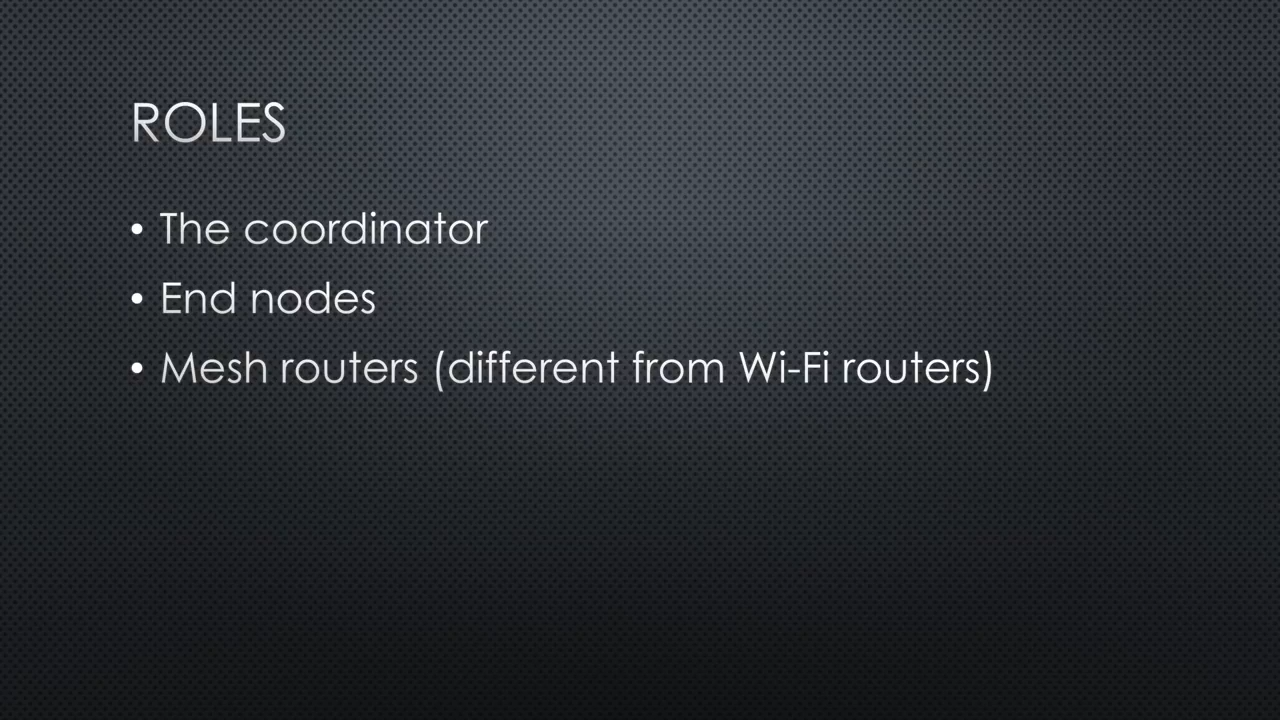 ROLES
• The coordinator
• End nodes
• Mesh routers (different from Wi-Fi routers)